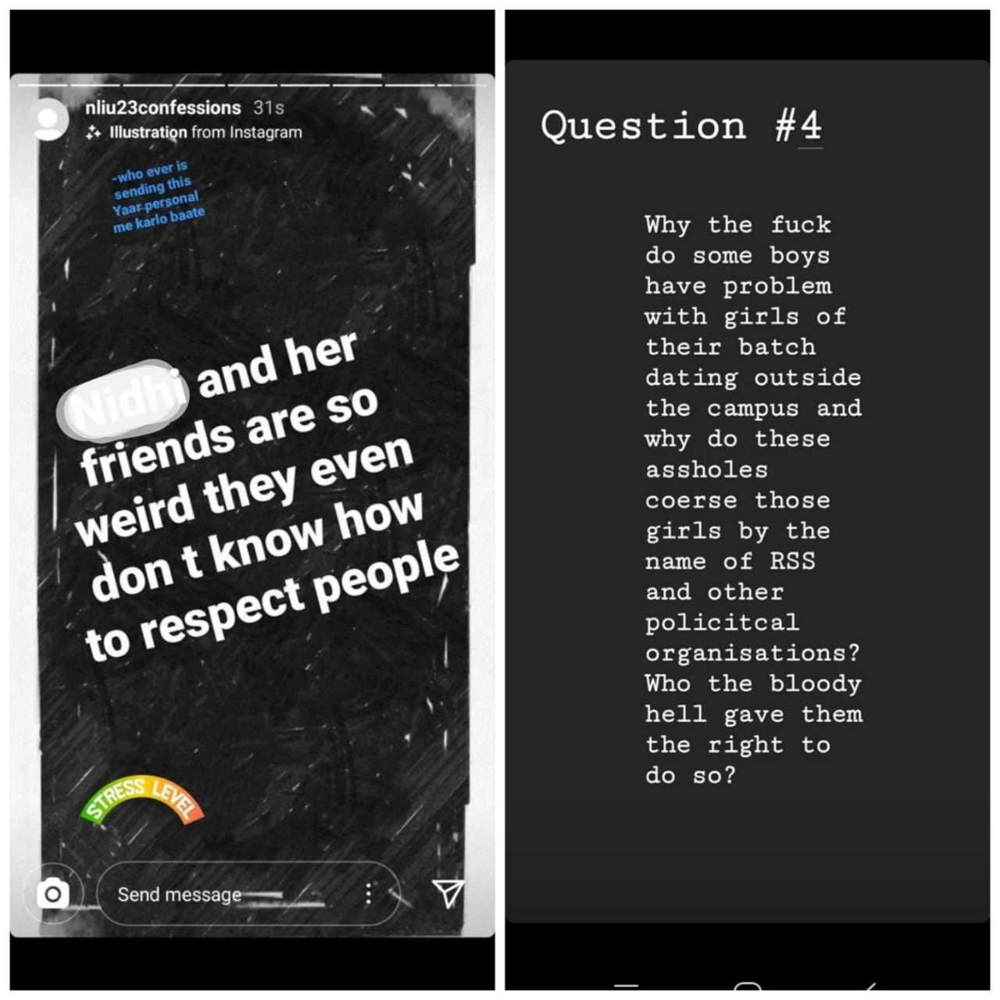 nliu23confessions 31s
Illustration from Instagram
-who ever is
sending this
Yaar personal
me karlo baate
and her
friends are so
weird they even
don t know how
to respect people
STRESS LEVEL
Send message
Question #4
Why the fuck
do some boys
have problem
with girls of
their batch
dating outside
the campus and
why do these
assholes
coerse those
girls by the
name of RSS
and other
policitcal
organisations?
Who the bloody
hell gave them
the right to
do so?